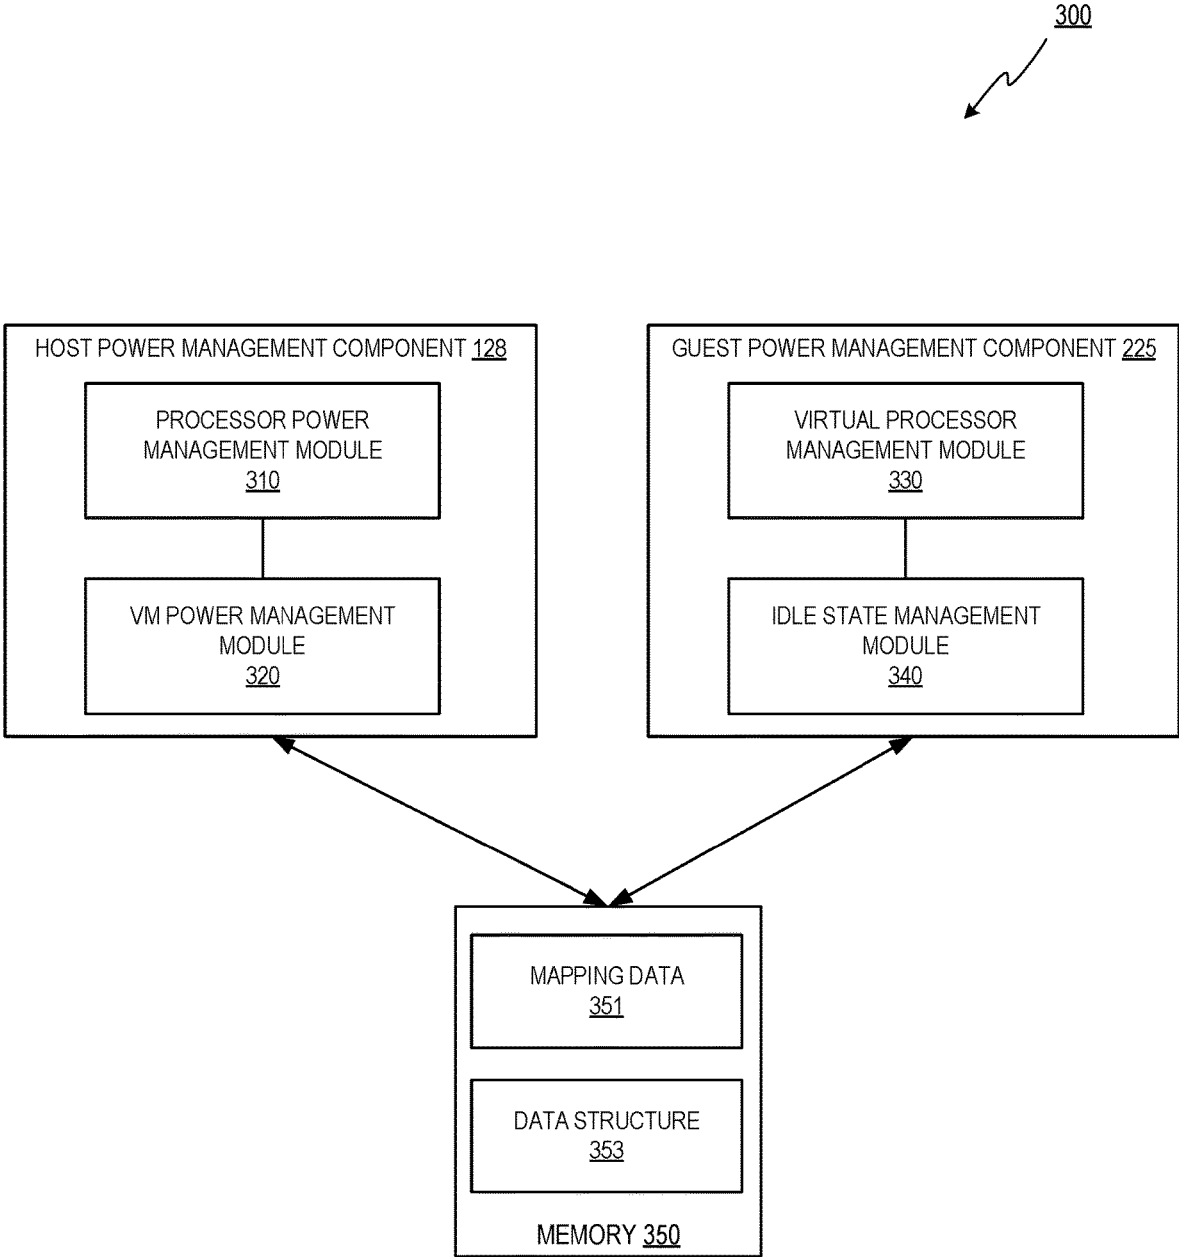 300
HOST POWER MANAGEMENT COMPONENT 128
PROCESSOR POWER
MANAGEMENT MODULE
310
VM POWER MANAGEMENT
MODULE
320
GUEST POWER MANAGEMENT COMPONENT 225
VIRTUAL PROCESSOR
MANAGEMENT MODULE
330
IDLE STATE MANAGEMENT
MODULE
340
MAPPING DATA
351
DATA STRUCTURE
353
MEMORY 350